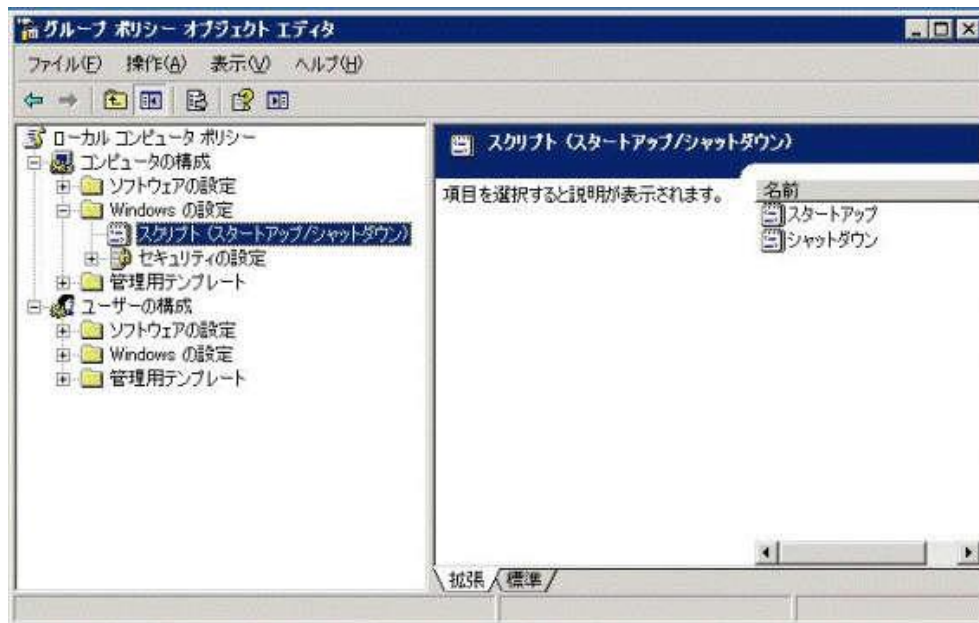 グループ ポリシー オブジェクト エディタ
ファイル(F) 操作(A) 表示(V) ヘルプ(H)
ローカル コンピュータ ポリシー
コンピュータの構成
ソフトウェアの設定
Windows の設定
スクリプト (スタートアップ/シャットダウン)
セキュリティの設定
管理用テンプレート
ユーザーの構成
ソフトウェアの設定
Windows の設定
管理用テンプレート
スクリプト (スタートアップ/シャットダウン)
項目を選択すると説明が表示されます。
名前
スタートアップ
シャットダウン
拡張
標準